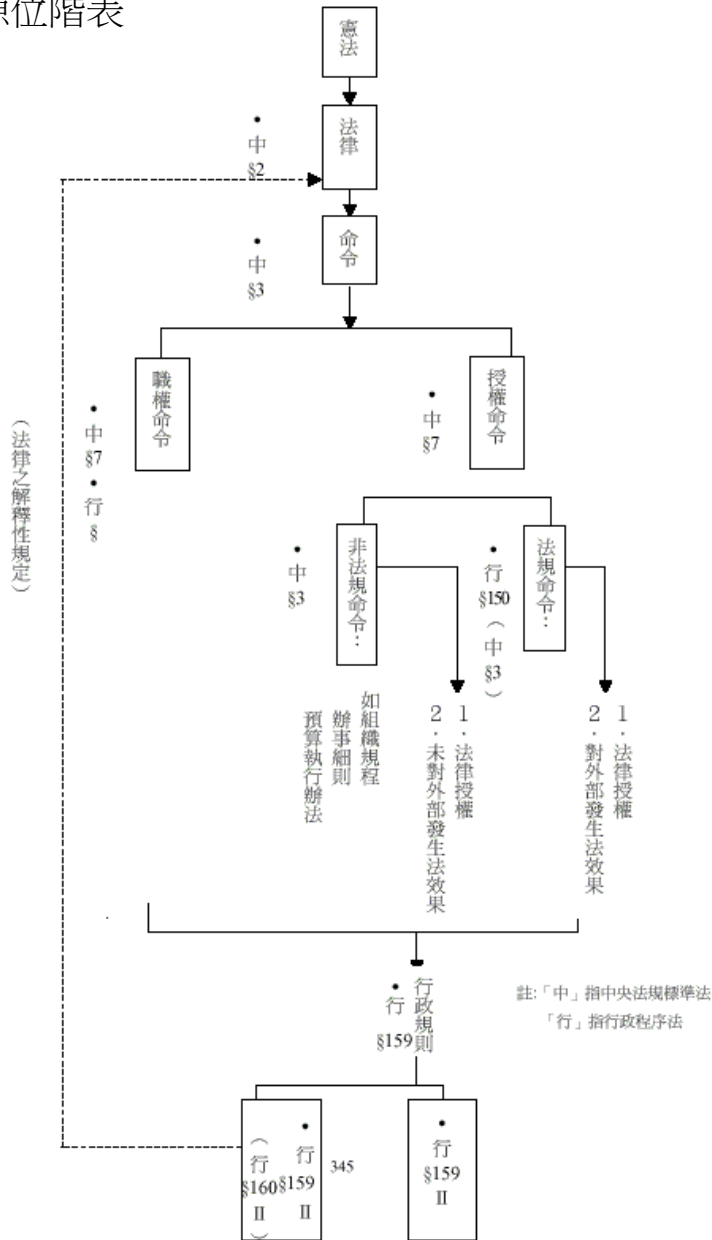 位階表
憲法
法律
•中§2
命令
•中§3
職權命令
•中§7•行§
授權命令
•中§7
(法律之解釋性規定)
法規命令：
•行§150(中§3)
非法規命令：
•中§3
1．法律授權
2．對外部發生法效果
1．法律授權
2．未對外部發生法效果
如組織規程
辦事細則
預算執行辦法
行政規則
•行§159
註:「中」指中央法規標準法
「行」指行政程序法
•行§159Ⅱ
345
•行§159Ⅱ
(行§160Ⅱ)